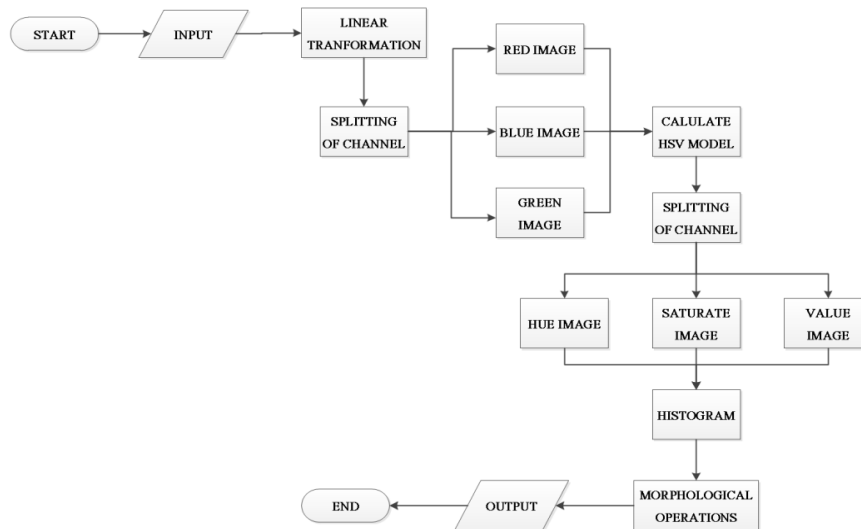 START
INPUT
LINEAR
TRANFORMATION
SPLITTING
OF CHANNEL
RED IMAGE
BLUE IMAGE
GREEN
IMAGE
CALULATE
HSV MODEL
SPLITTING
OF CHANNEL
HUE IMAGE
SATURATE
IMAGE
VALUE
IMAGE
HISTOGRAM
MORPHOLOGICAL
OPERATIONS
OUTPUT
END